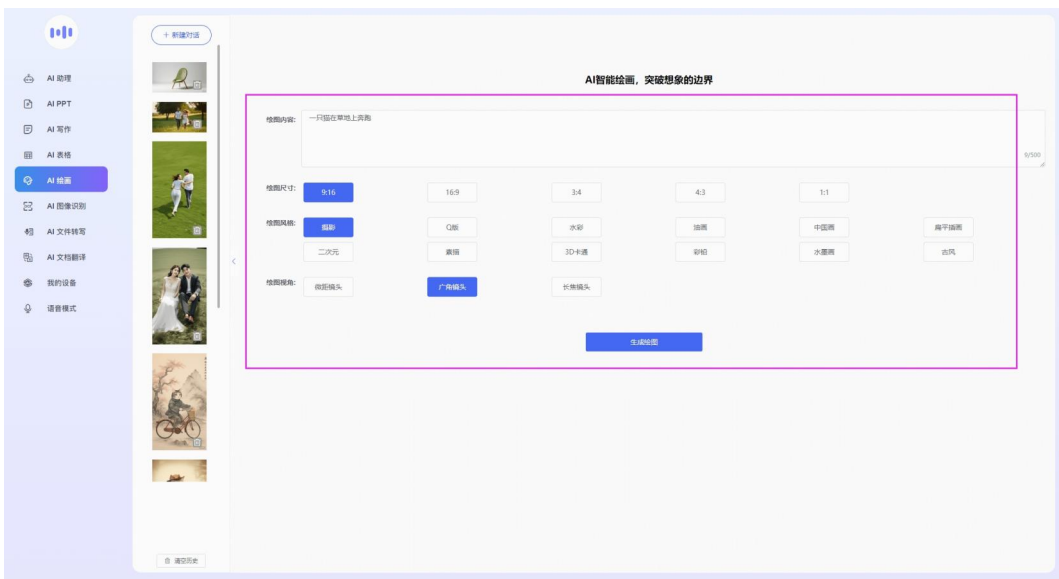 + 新建对话
AI 助理
AI PPT
AI 写作
AI 表格
AI 绘画
AI 图像识别
AI 文件转写
AI 文档翻译
我的设备
语音模式
清空历史
AI智能绘画，突破想象的边界
绘图内容: 一只猫在草地上奔跑
9/500
绘图尺寸: 9:16 16:9 3:4 4:3 1:1
绘图风格: 摄影 Q版 水彩 油画 中国画 扁平插画
二次元 素描 3D卡通 彩铅 水墨画 古风
绘图视角: 微距镜头 广角镜头 长焦镜头
生成绘图